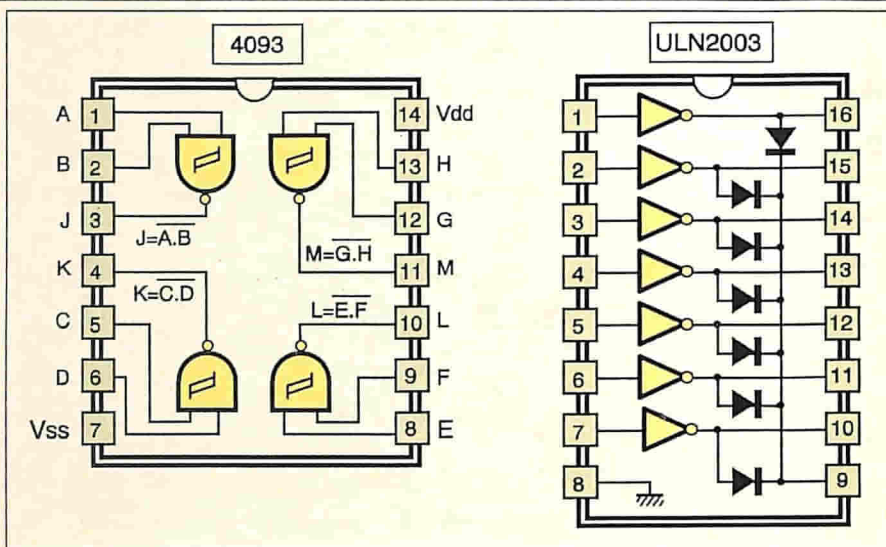 4093
ULN2003
A 1
14 Vdd
B 2
13 H
J 3
12 G
J=A.B
M=G.H
K 4
11 M
K=C.D
L=E.F
C 5
10 L
D 6
9 F
Vss 7
8 E
1
16
2
15
3
14
4
13
5
12
6
11
7
10
8
9